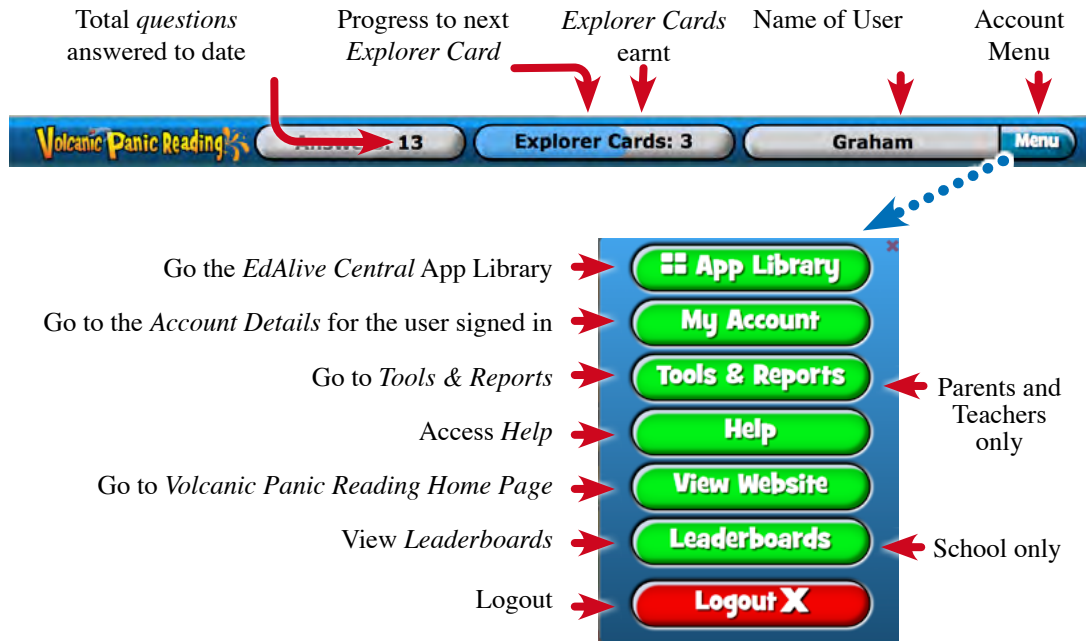 Total questions
answered to date
Progress to next
Explorer Card
Explorer Cards
earnt
Name of User
Account
Menu
Volcanic Panic Reading
Answers: 13
Explorer Cards: 3
Graham
Menu
Go the EdAlive Central App Library
App Library
Go to the Account Details for the user signed in
My Account
Go to Tools & Reports
Tools & Reports
Parents and
Teachers
only
Access Help
Help
Go to Volcanic Panic Reading Home Page
View Website
View Leaderboards
Leaderboards
School only
Logout
Logout X